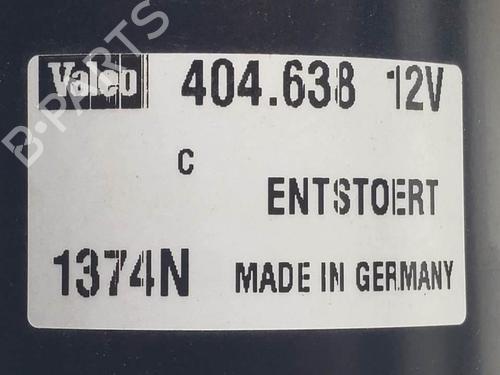 Valeo 404.638 12V
C
ENTSTOERT
1374N MADE IN GERMANY
B-PARTS